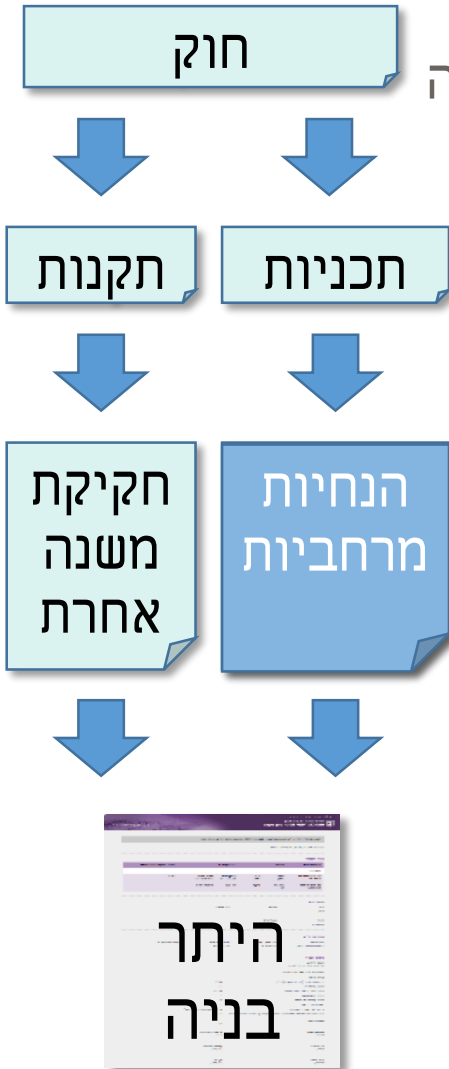 חוק
ה
תכניות
תקנות
הנחיות
מרחביות
חקיקת
משנה
אחרת
היתר
בניה